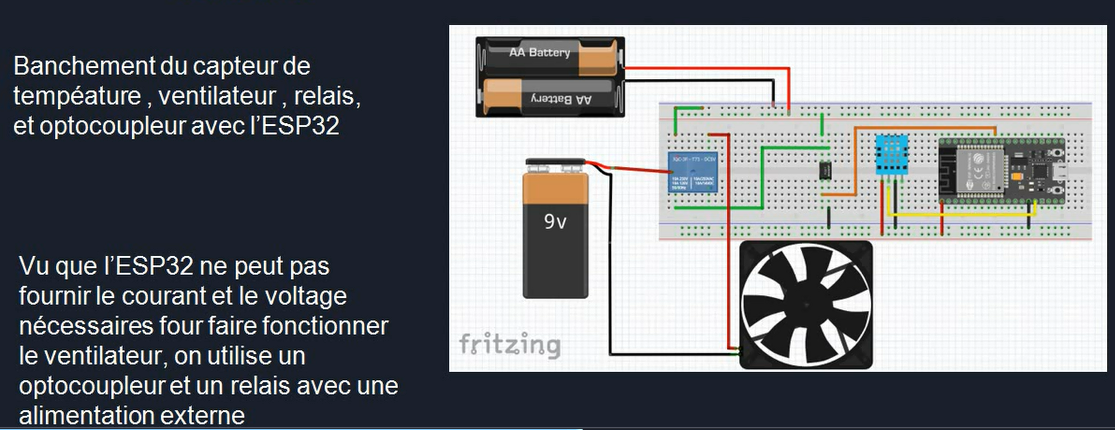 Banchement du capteur de
tempéature , ventilateur , relais,
et optocoupleur avec l’ESP32
Vu que l’ESP32 ne peut pas
fournir le courant et le voltage
nécessaires four faire fonctionner
le ventilateur, on utilise un
optocoupleur et un relais avec une
alimentation externe
AA Battery
AA Battery
9v
fritzing